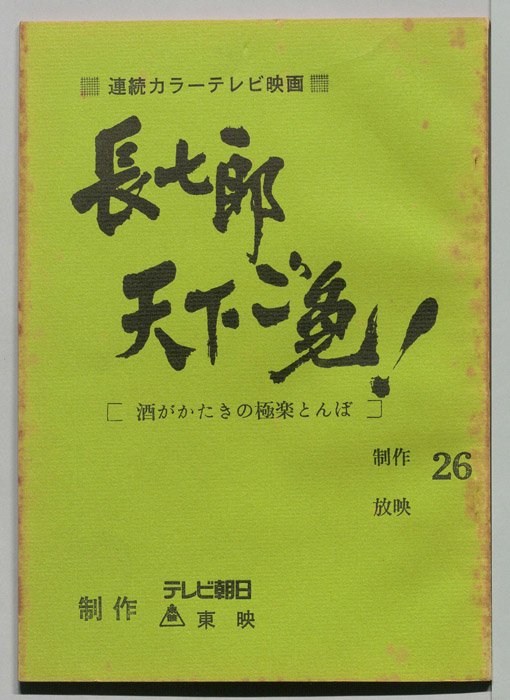 連続カラーテレビ映画
長七郎
天下ご免!
[酒がかたきの極楽とんぼ]
制作 26
放映
制作 テレビ朝日
東映